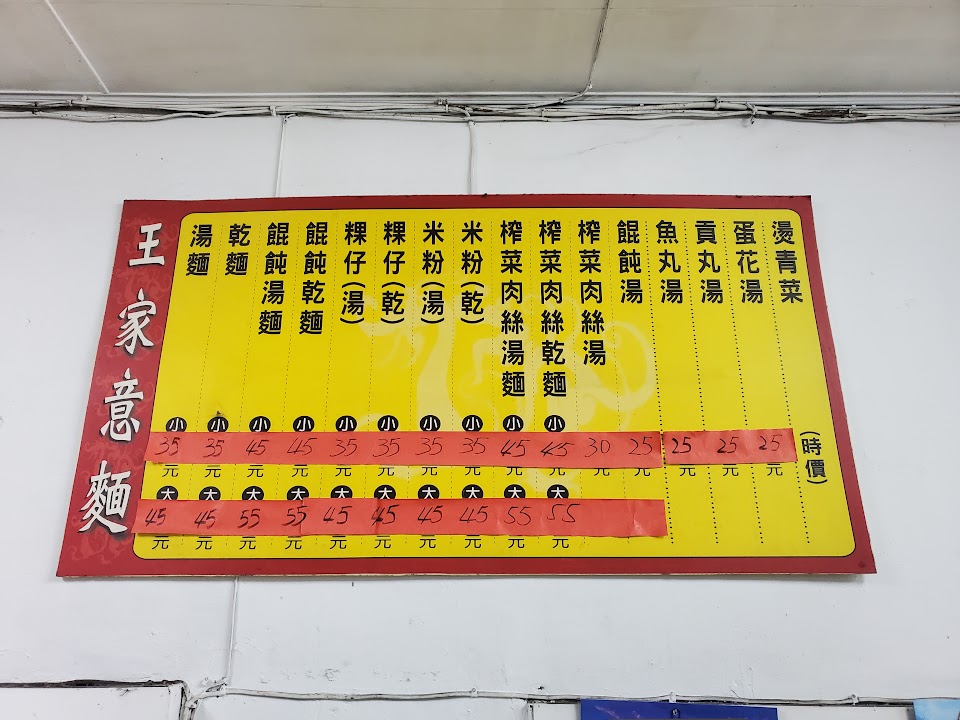 王家意麵
湯麵 小 35 元 大 45 元
乾麵 小 35 元 大 45 元
餛飩湯麵 小 45 元 大 55 元
餛飩乾麵 小 45 元 大 55 元
粿仔(湯) 小 35 元 大 45 元
粿仔(乾) 小 35 元 大 45 元
米粉(湯) 小 35 元 大 45 元
米粉(乾) 小 35 元 大 45 元
榨菜肉絲湯麵 小 45 元 大 55 元
榨菜肉絲乾麵 小 45 元 大 55 元
榨菜肉絲湯 30 元
餛飩湯 25 元
魚丸湯 25 元
貢丸湯 25 元
蛋花湯 25 元
燙青菜 (時價)